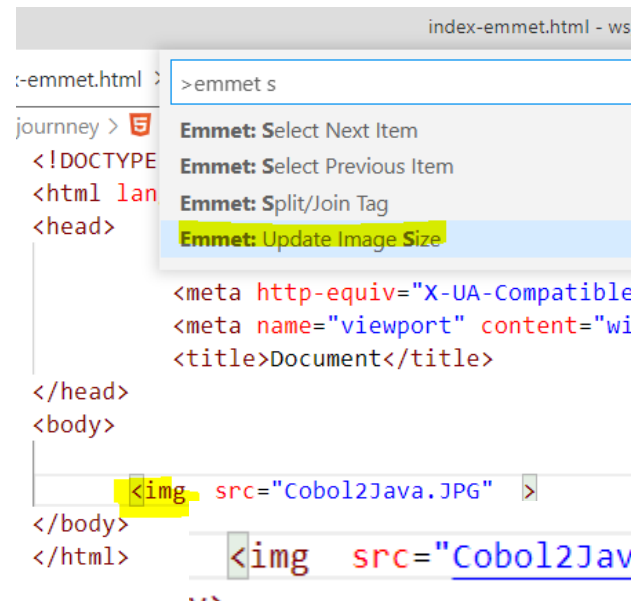 index-emmet.html - ws
-emmet.html >
>emmet s
journney >
Emmet: Select Next Item
Emmet: Select Previous Item
Emmet: Split/Join Tag
Emmet: Update Image Size
<!DOCTYPE
<html lan
<head>
<meta http-equiv="X-UA-Compatible
<meta name="viewport" content="wi
<title>Document</title>
</head>
<body>
<img src="Cobol2Java.JPG" >
</body>
</html>
<img src="Cobol2Jav